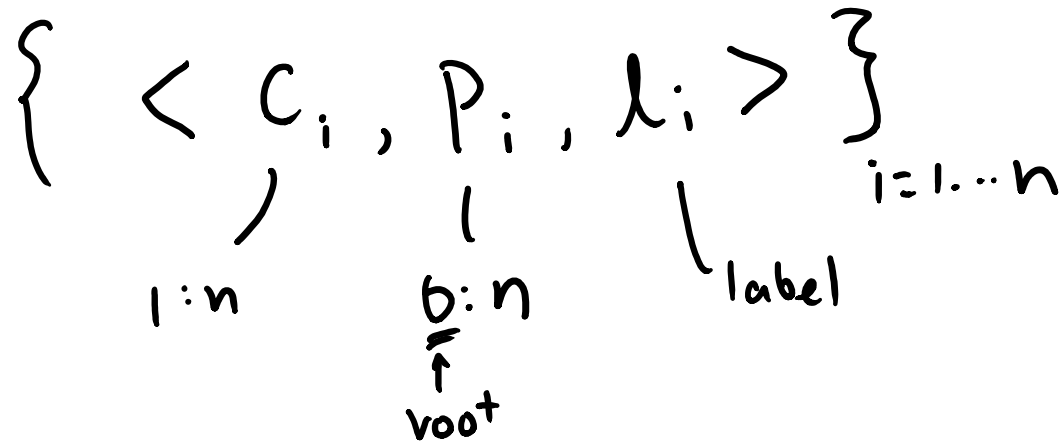 { < c_i , p_i , l_i > }_{i=1...n}
1:n 0:n label
root